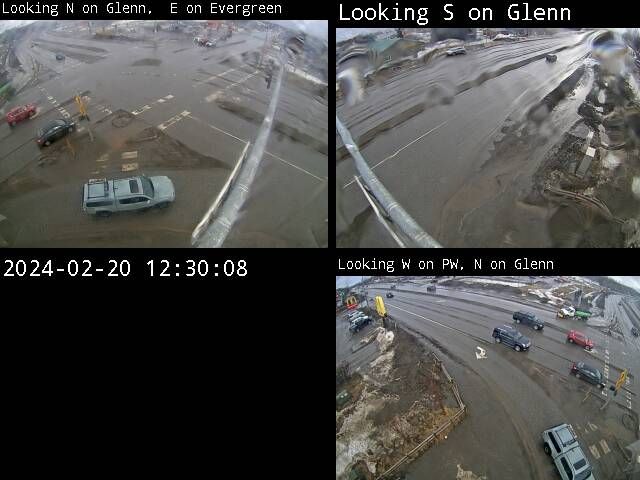 Looking N on Glenn, E on Evergreen
Looking S on Glenn
2024-02-20 12:30:08
Looking W on PW, N on Glenn